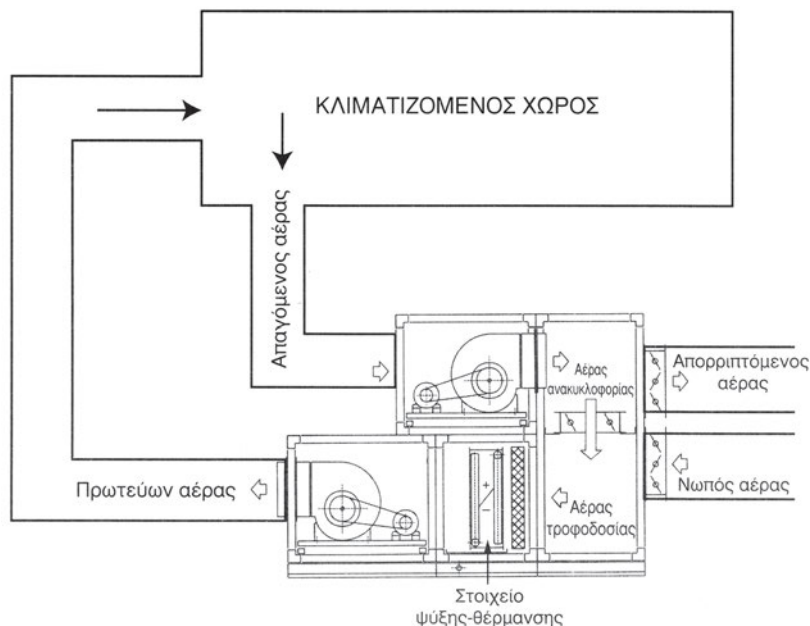 ΚΛΙΜΑΤΙΖΟΜΕΝΟΣ ΧΩΡΟΣ
Απαγόμενος αέρας
Αέρας
ανακυκλοφορίας
Απορριπτόμενος
αέρας
Πρωτεύων αέρας
Αέρας
τροφοδοσίας
Νωπός αέρας
Στοιχείο
ψύξης-θέρμανσης